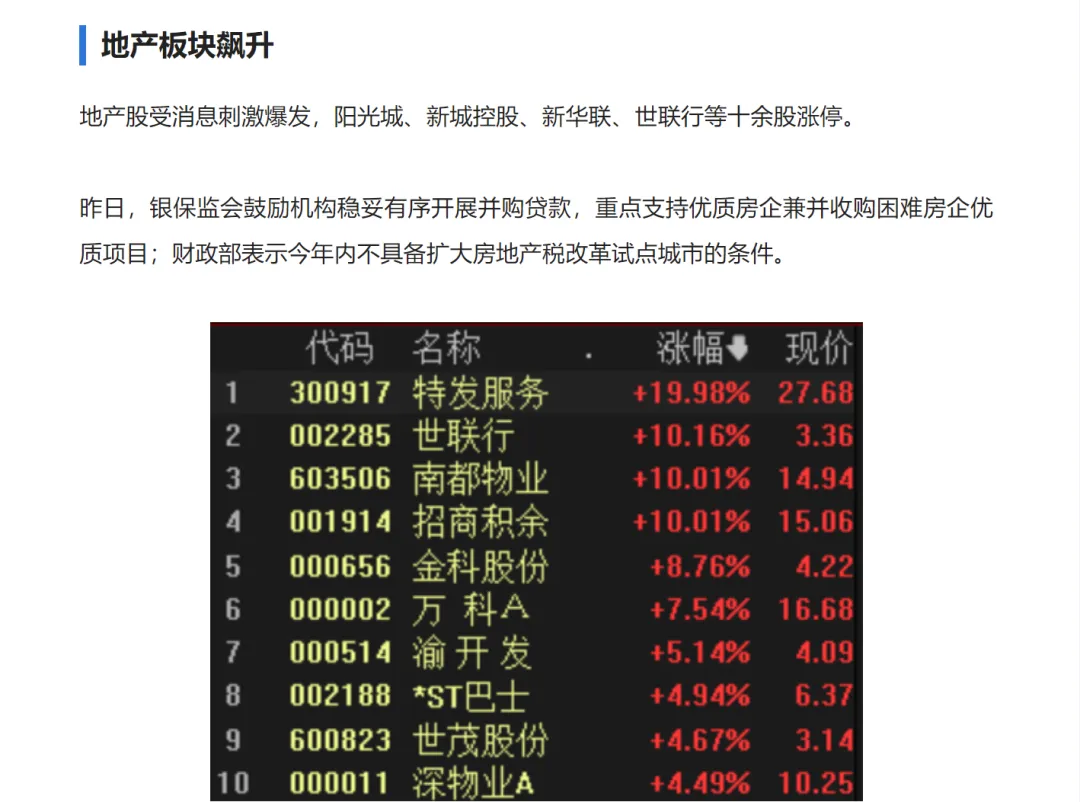 地产板块飙升
地产股受消息刺激爆发，阳光城、新城控股、新华联、世联行等十余股涨停。
昨日，银保监会鼓励机构稳妥有序开展并购贷款，重点支持优质房企兼并收购困难房企优
质项目；财政部表示今年内不具备扩大房地产税改革试点城市的条件。
代码 名称 . 涨幅⬇ 现价
1 300917 特发服务 +19.98% 27.68
2 002285 世联行 +10.16% 3.36
3 603506 南都物业 +10.01% 14.94
4 001914 招商积余 +10.01% 15.06
5 000656 金科股份 +8.76% 4.22
6 000002 万 科A +7.54% 16.68
7 000514 渝 开 发 +5.14% 4.09
8 002188 *ST巴士 +4.94% 6.37
9 600823 世茂股份 +4.67% 3.14
10 000011 深物业A +4.49% 10.25